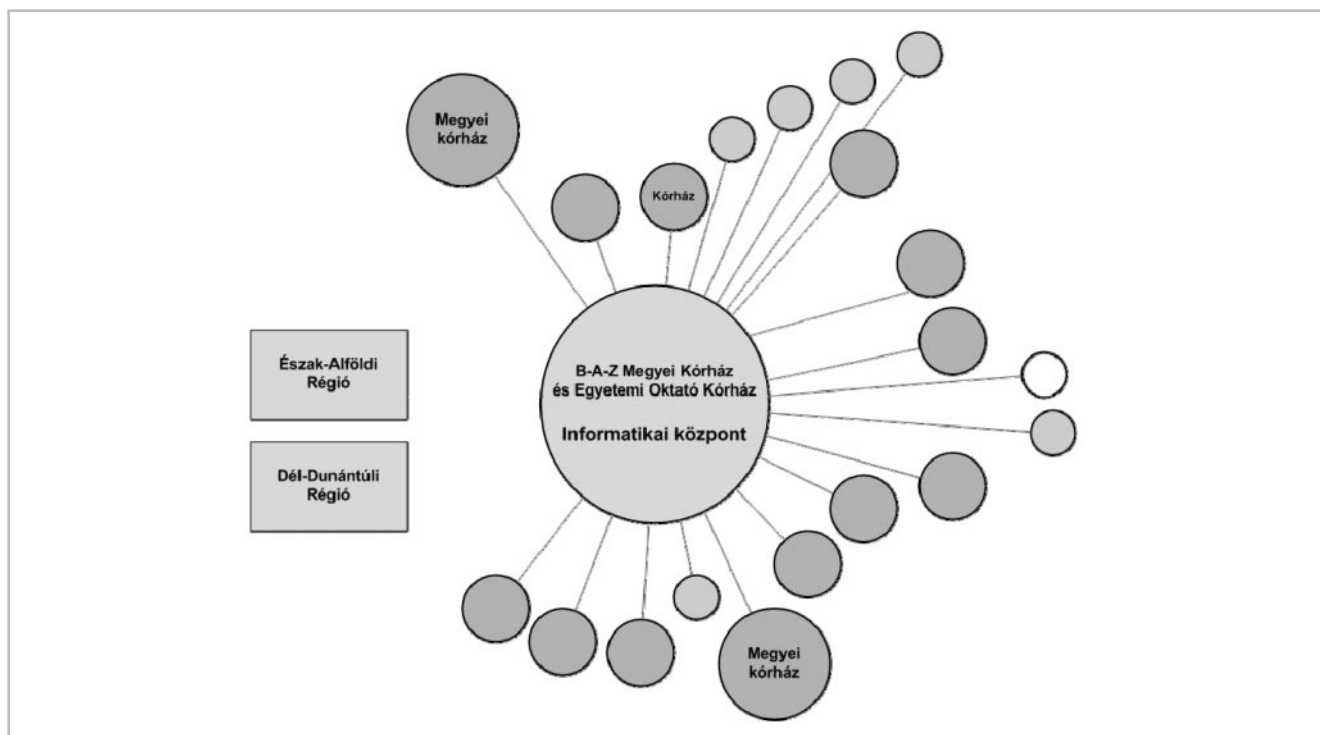 Megyei
kórház
Kórház
Észak-Alföldi
Régió
B-A-Z Megyei Kórház
és Egyetemi Oktató Kórház
Informatikai központ
Dél-Dunántúli
Régió
Megyei
kórház